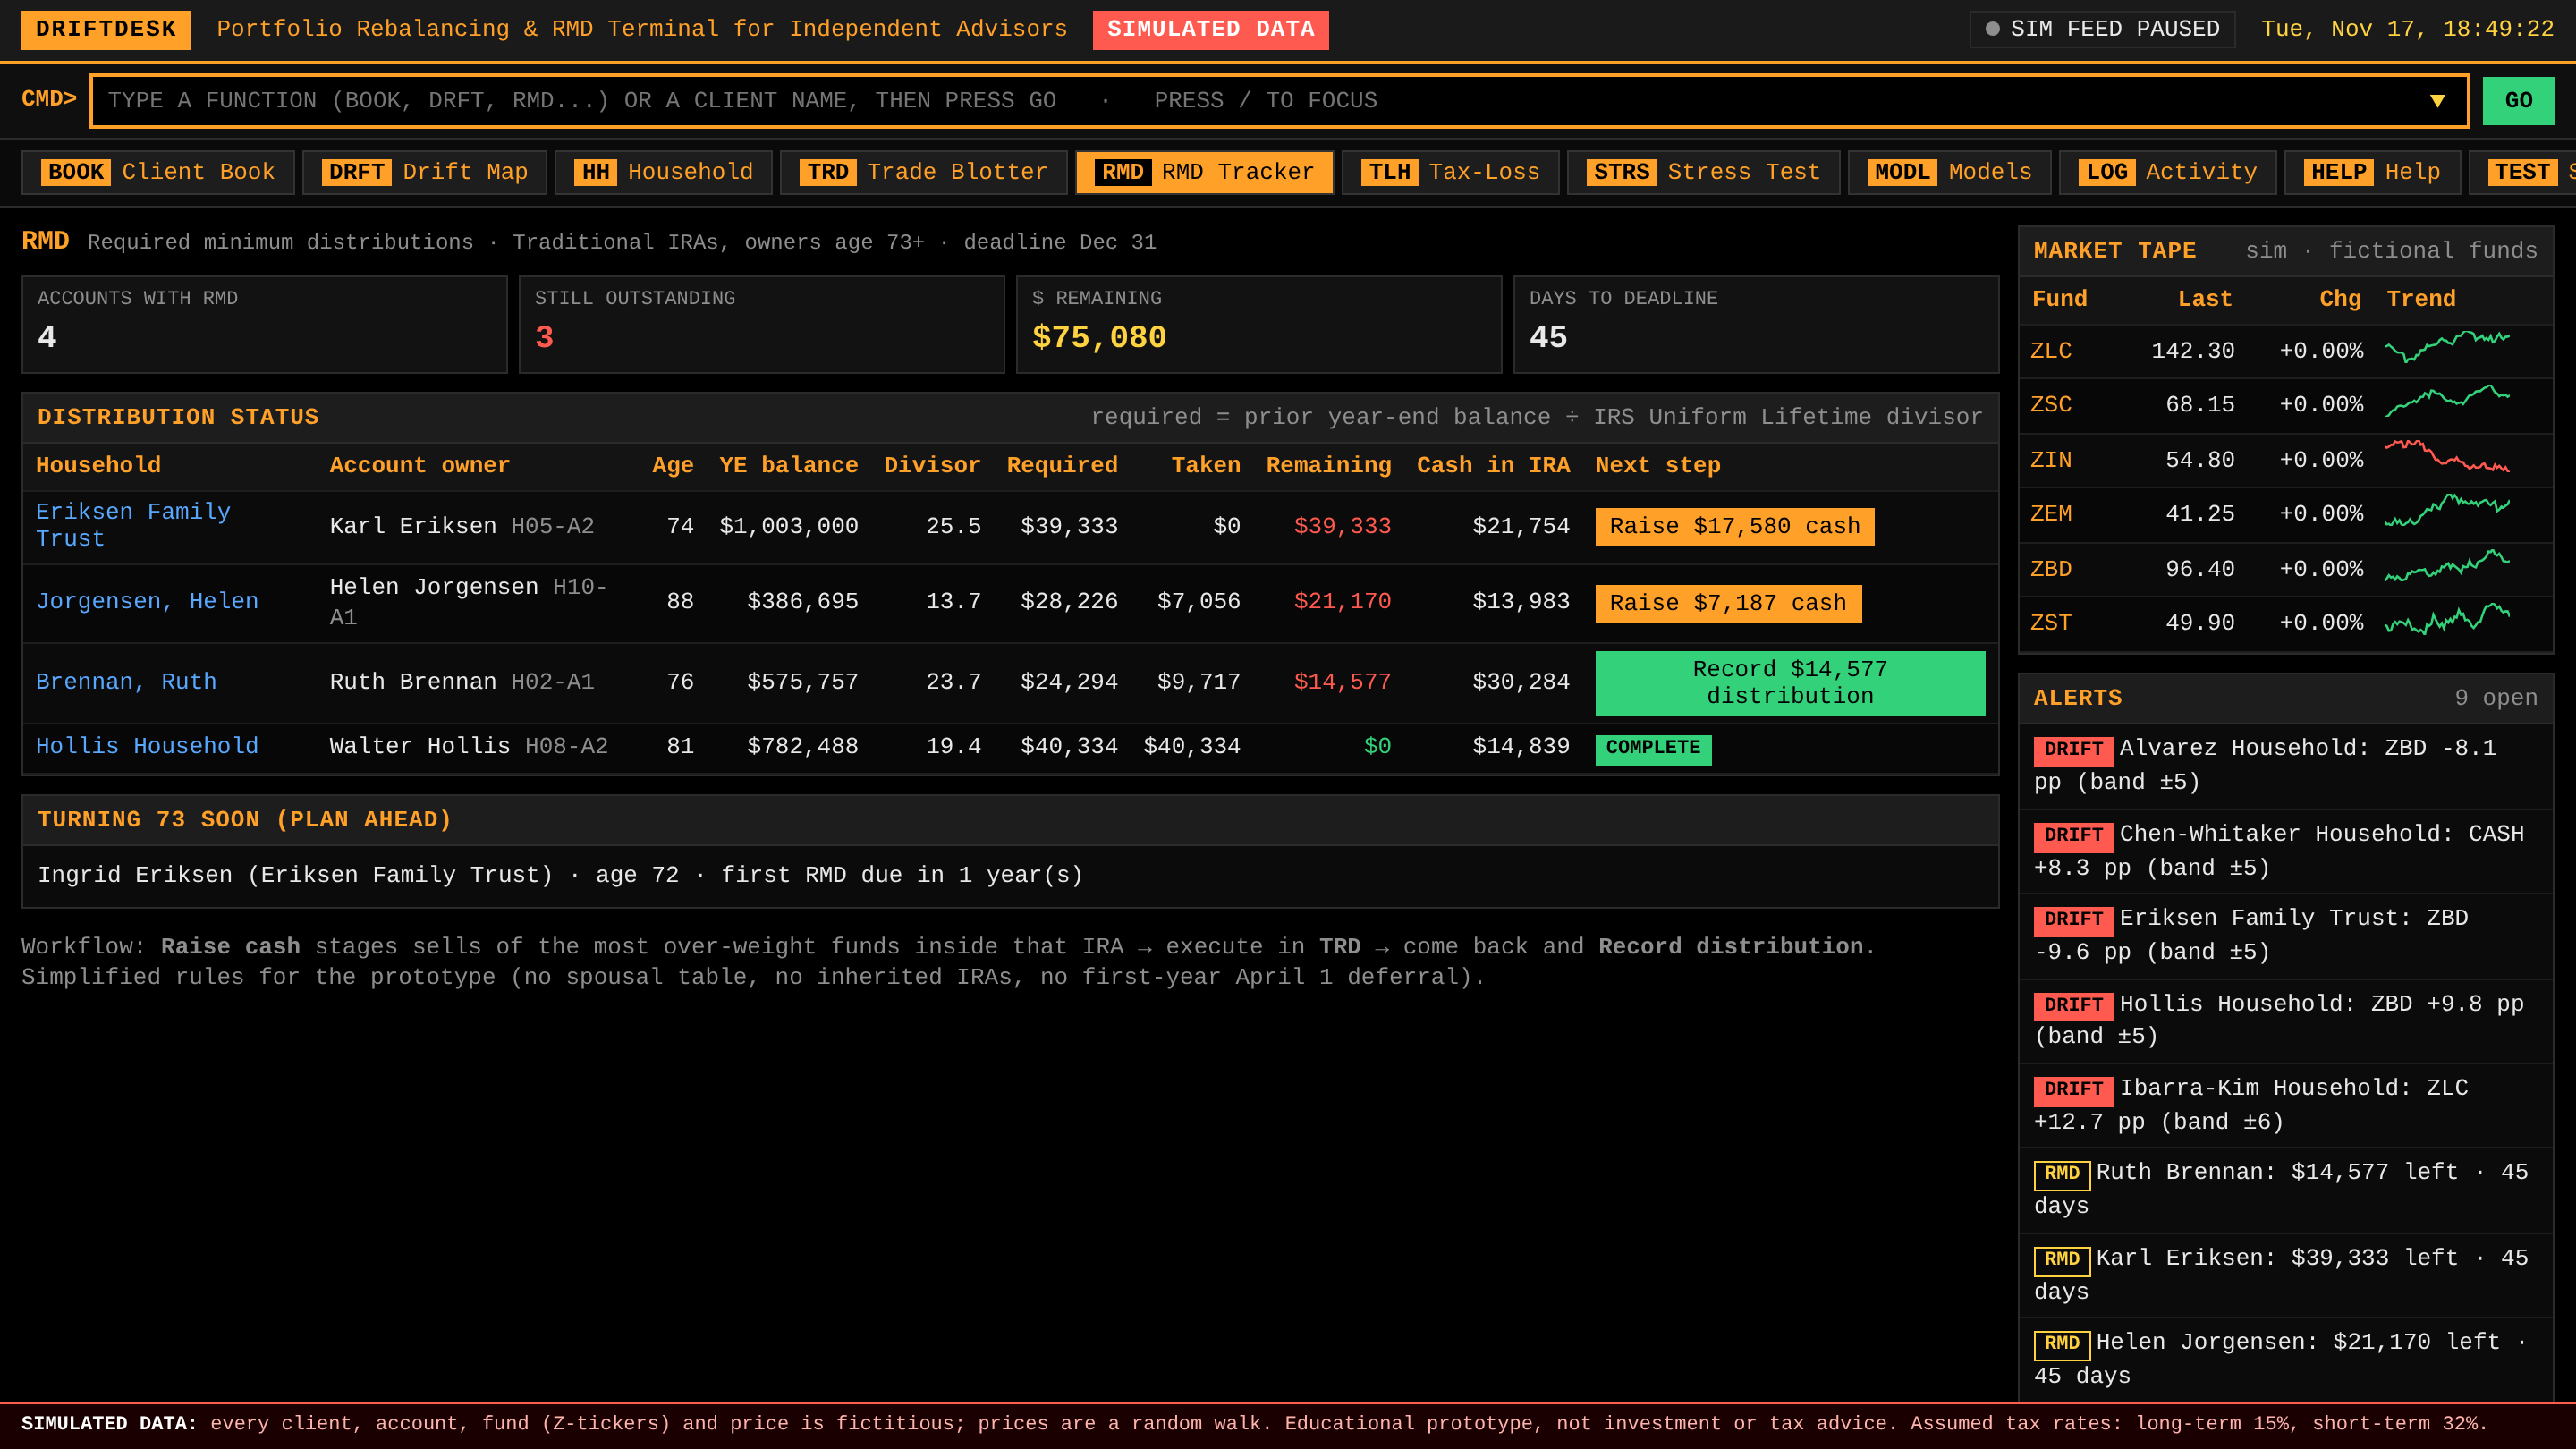 DRIFTDESK Portfolio Rebalancing & RMD Terminal for Independent Advisors SIMULATED DATA SIM FEED PAUSED Tue, Nov 17, 18:49:22
CMD> TYPE A FUNCTION (BOOK, DRFT, RMD...) OR A CLIENT NAME, THEN PRESS GO · PRESS / TO FOCUS ▼ GO
BOOK Client Book DRFT Drift Map HH Household TRD Trade Blotter RMD RMD Tracker TLH Tax-Loss STRS Stress Test MODL Models LOG Activity HELP Help TEST
RMD Required minimum distributions · Traditional IRAs, owners age 73+ · deadline Dec 31
ACCOUNTS WITH RMD STILL OUTSTANDING $ REMAINING DAYS TO DEADLINE
4 3 $75,080 45
DISTRIBUTION STATUS required = prior year-end balance ÷ IRS Uniform Lifetime divisor
Household Account owner Age YE balance Divisor Required Taken Remaining Cash in IRA Next step
Eriksen Family
Trust Karl Eriksen H05-A2 74 $1,003,000 25.5 $39,333 $0 $39,333 $21,754 Raise $17,580 cash
Jorgensen, Helen Helen Jorgensen H10-
A1 88 $386,695 13.7 $28,226 $7,056 $21,170 $13,983 Raise $7,187 cash
Brennan, Ruth Ruth Brennan H02-A1 76 $575,757 23.7 $24,294 $9,717 $14,577 $30,284 Record $14,577
distribution
Hollis Household Walter Hollis H08-A2 81 $782,488 19.4 $40,334 $40,334 $0 $14,839 COMPLETE
TURNING 73 SOON (PLAN AHEAD)
Ingrid Eriksen (Eriksen Family Trust) · age 72 · first RMD due in 1 year(s)
Workflow: Raise cash stages sells of the most over-weight funds inside that IRA → execute in TRD → come back and Record distribution.
Simplified rules for the prototype (no spousal table, no inherited IRAs, no first-year April 1 deferral).
MARKET TAPE sim · fictional funds
Fund Last Chg Trend
ZLC 142.30 +0.00%
ZSC 68.15 +0.00%
ZIN 54.80 +0.00%
ZEM 41.25 +0.00%
ZBD 96.40 +0.00%
ZST 49.90 +0.00%
ALERTS 9 open
DRIFT Alvarez Household: ZBD -8.1
pp (band ±5)
DRIFT Chen-Whitaker Household: CASH
+8.3 pp (band ±5)
DRIFT Eriksen Family Trust: ZBD
-9.6 pp (band ±5)
DRIFT Hollis Household: ZBD +9.8 pp
(band ±5)
DRIFT Ibarra-Kim Household: ZLC
+12.7 pp (band ±6)
RMD Ruth Brennan: $14,577 left · 45
days
RMD Karl Eriksen: $39,333 left · 45
days
RMD Helen Jorgensen: $21,170 left ·
45 days
SIMULATED DATA: every client, account, fund (Z-tickers) and price is fictitious; prices are a random walk. Educational prototype, not investment or tax advice. Assumed tax rates: long-term 15%, short-term 32%.